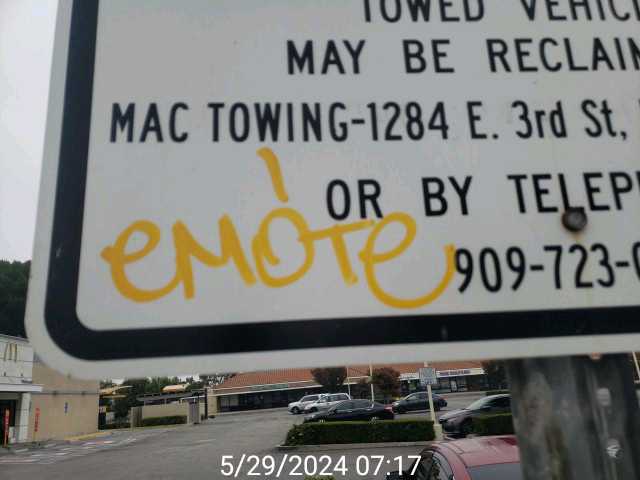 TOWED VEHIC
MAY BE RECLAIM
MAC TOWING-1284 E. 3rd St,
OR BY TELEP
emote
909-723-0
5/29/2024 07:17